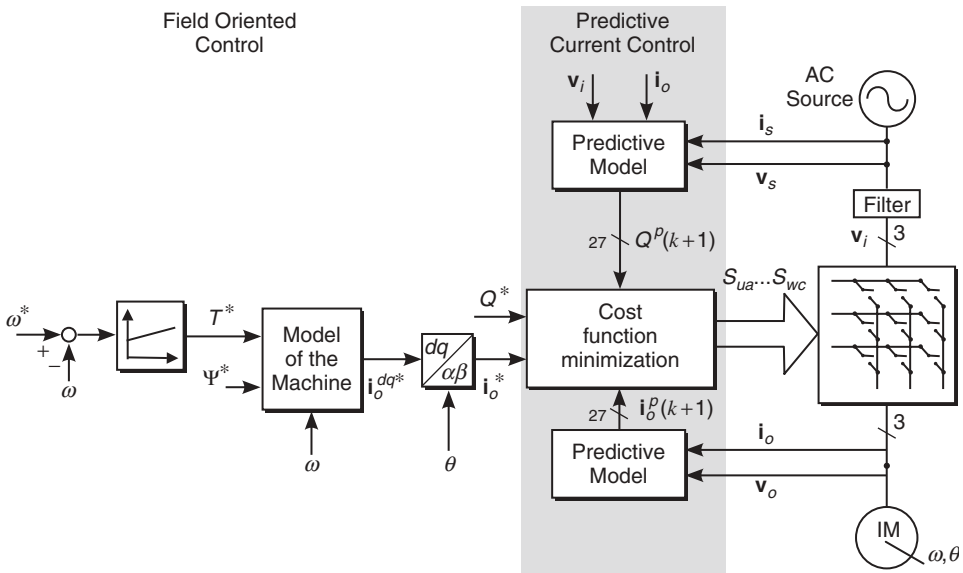 Field Oriented
Control
Predictive
Current Control
AC
Source
v_i
i_o
Predictive
Model
i_s
v_s
Filter
v_i
3
27
Q^p(k+1)
S_ua...S_wc
Q^*
Cost
function
minimization
ω^*
+
−
ω
T^*
Ψ^*
Model
of the
Machine
ω
i_o^dq*
dq
αβ
θ
i_o^*
27
i_o^p(k+1)
Predictive
Model
i_o
v_o
3
IM
ω,θ